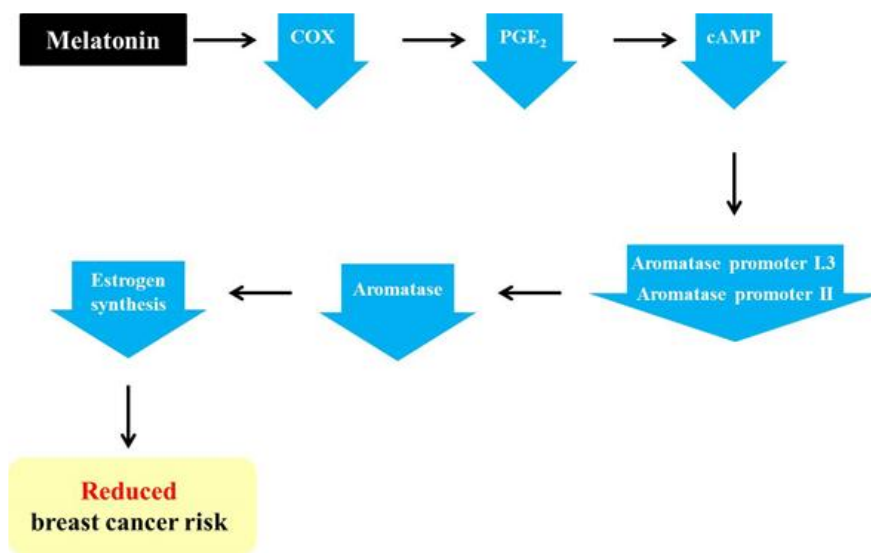 Melatonin
COX
PGE₂
cAMP
Aromatase promoter I.3
Aromatase promoter II
Aromatase
Estrogen
synthesis
Reduced
breast cancer risk